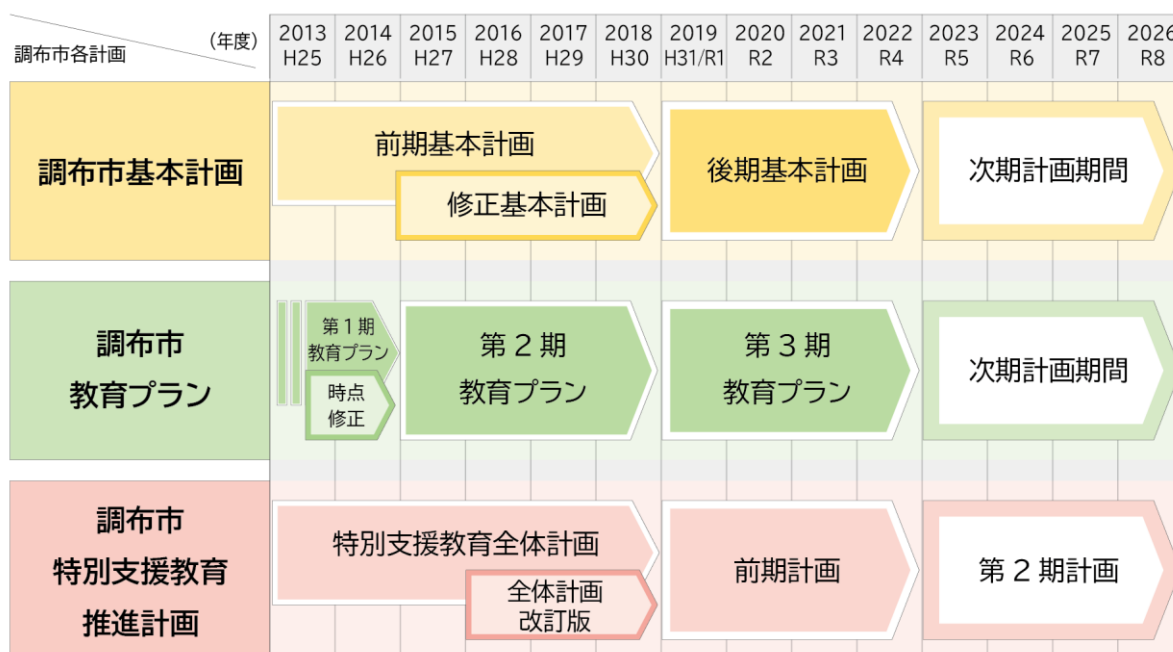 (年度)
調布市各計画
2013 2014 2015 2016 2017 2018 2019 2020 2021 2022 2023 2024 2025 2026
H25 H26 H27 H28 H29 H30 H31/R1 R2 R3 R4 R5 R6 R7 R8
調布市基本計画
前期基本計画
修正基本計画
後期基本計画
次期計画期間
調布市
教育プラン
第1期
教育プラン
時点
修正
第2期
教育プラン
第3期
教育プラン
次期計画期間
調布市
特別支援教育
推進計画
特別支援教育全体計画
全体計画
改訂版
前期計画
第2期計画